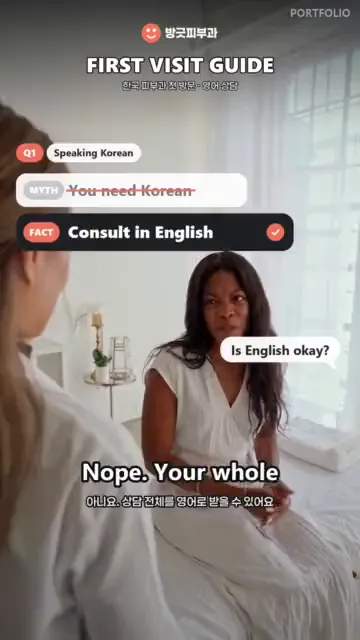 PORTFOLIO
방긋피부과
FIRST VISIT GUIDE
한국 피부과 첫 방문 · 영어 상담
Q1 Speaking Korean
MYTH You need Korean
FACT Consult in English
Is English okay?
Nope. Your whole
아니요. 상담 전체를 영어로 받을 수 있어요